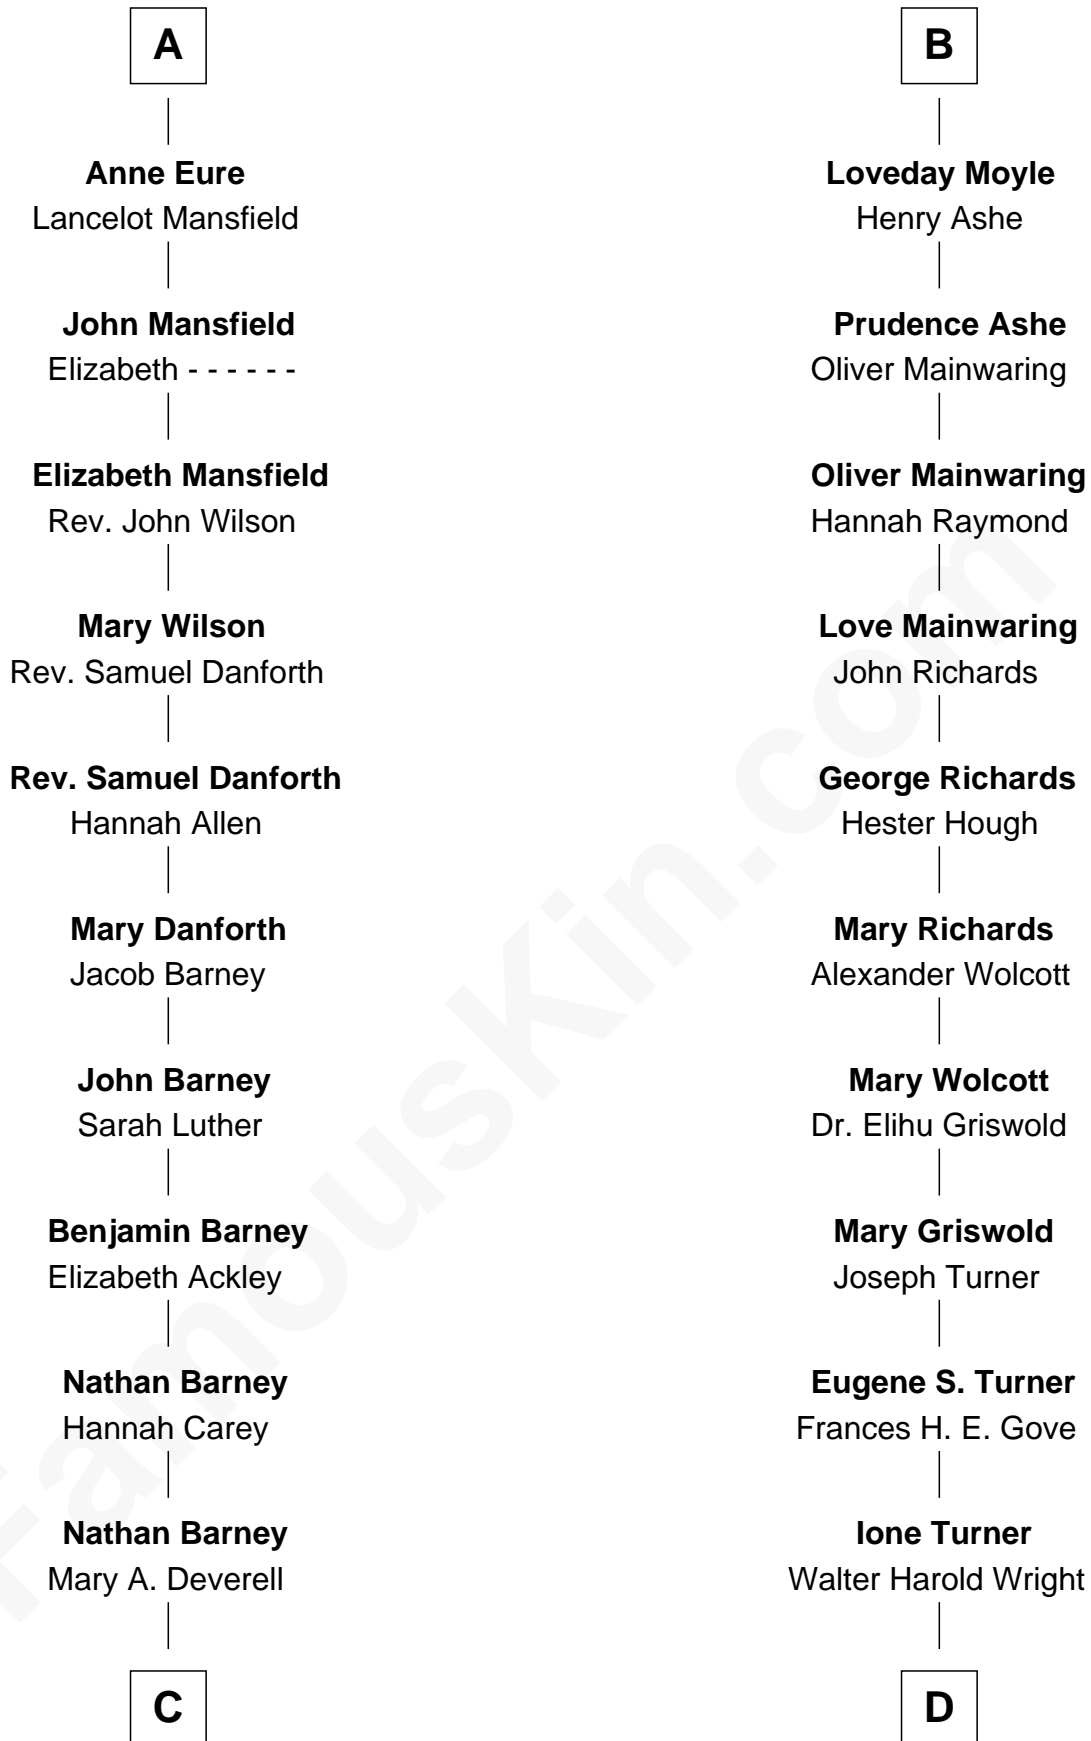 A
Anne Eure
Lancelot Mansfield
John Mansfield
Elizabeth - - - - - -
Elizabeth Mansfield
Rev. John Wilson
Mary Wilson
Rev. Samuel Danforth
Rev. Samuel Danforth
Hannah Allen
Mary Danforth
Jacob Barney
John Barney
Sarah Luther
Benjamin Barney
Elizabeth Ackley
Nathan Barney
Hannah Carey
Nathan Barney
Mary A. Deverell
C
B
Loveday Moyle
Henry Ashe
Prudence Ashe
Oliver Mainwaring
Oliver Mainwaring
Hannah Raymond
Love Mainwaring
John Richards
George Richards
Hester Hough
Mary Richards
Alexander Wolcott
Mary Wolcott
Dr. Elihu Griswold
Mary Griswold
Joseph Turner
Eugene S. Turner
Frances H. E. Gove
Ione Turner
Walter Harold Wright
D
FamousKin.com